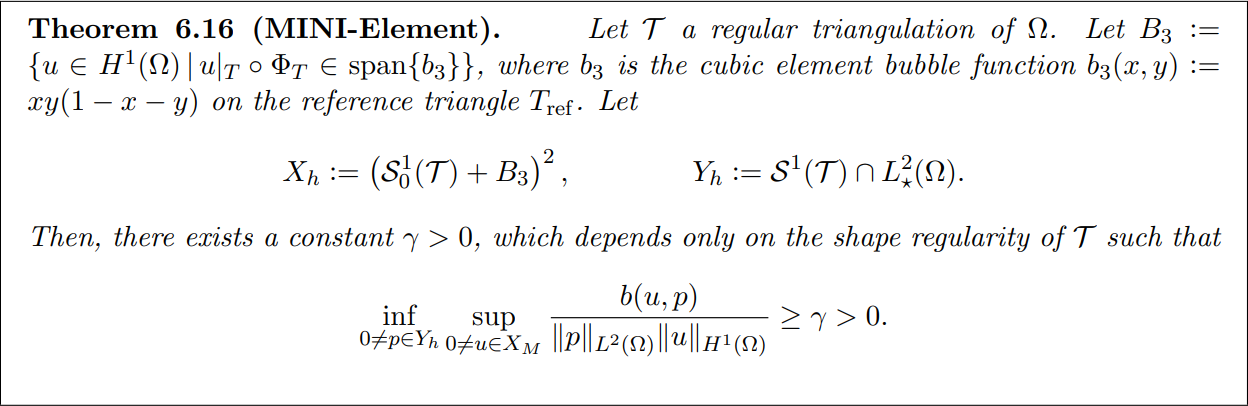 Theorem 6.16 (MINI-Element). Let 𝒯 a regular triangulation of Ω. Let B₃ :=
{u ∈ H¹(Ω) | u|_T ∘ Φ_T ∈ span{b₃}}, where b₃ is the cubic element bubble function b₃(x, y) :=
xy(1 − x − y) on the reference triangle T_ref. Let
X_h := (𝒮₀¹(𝒯) + B₃)², Y_h := 𝒮¹(𝒯) ∩ L²_⋆(Ω).
Then, there exists a constant γ > 0, which depends only on the shape regularity of 𝒯 such that
inf_{0≠p∈Y_h} sup_{0≠u∈X_M} b(u, p) / ‖p‖_{L²(Ω)}‖u‖_{H¹(Ω)} ≥ γ > 0.